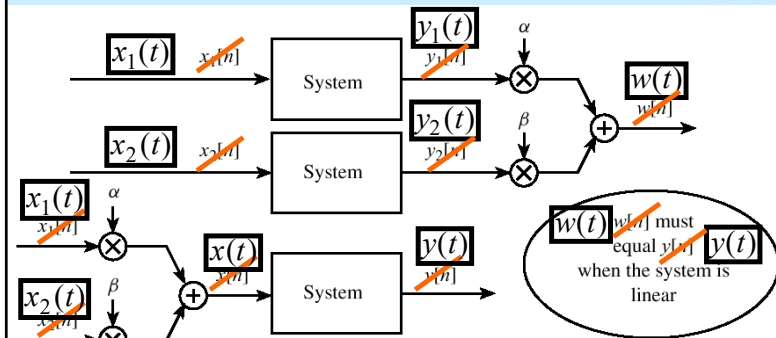 x₁(t) x₁[n] System y₁(t) y₁[n] α
w(t) w[n]
x₂(t) x₂[n] System y₂(t) y₂[n] β
+
x₁(t) x₁[n] α
x(t) x[n] System y(t) y[n]
x₂(t) x₂[n] β
+
w(t) w[n] must
equal y[n] y(t)
when the system is
linear